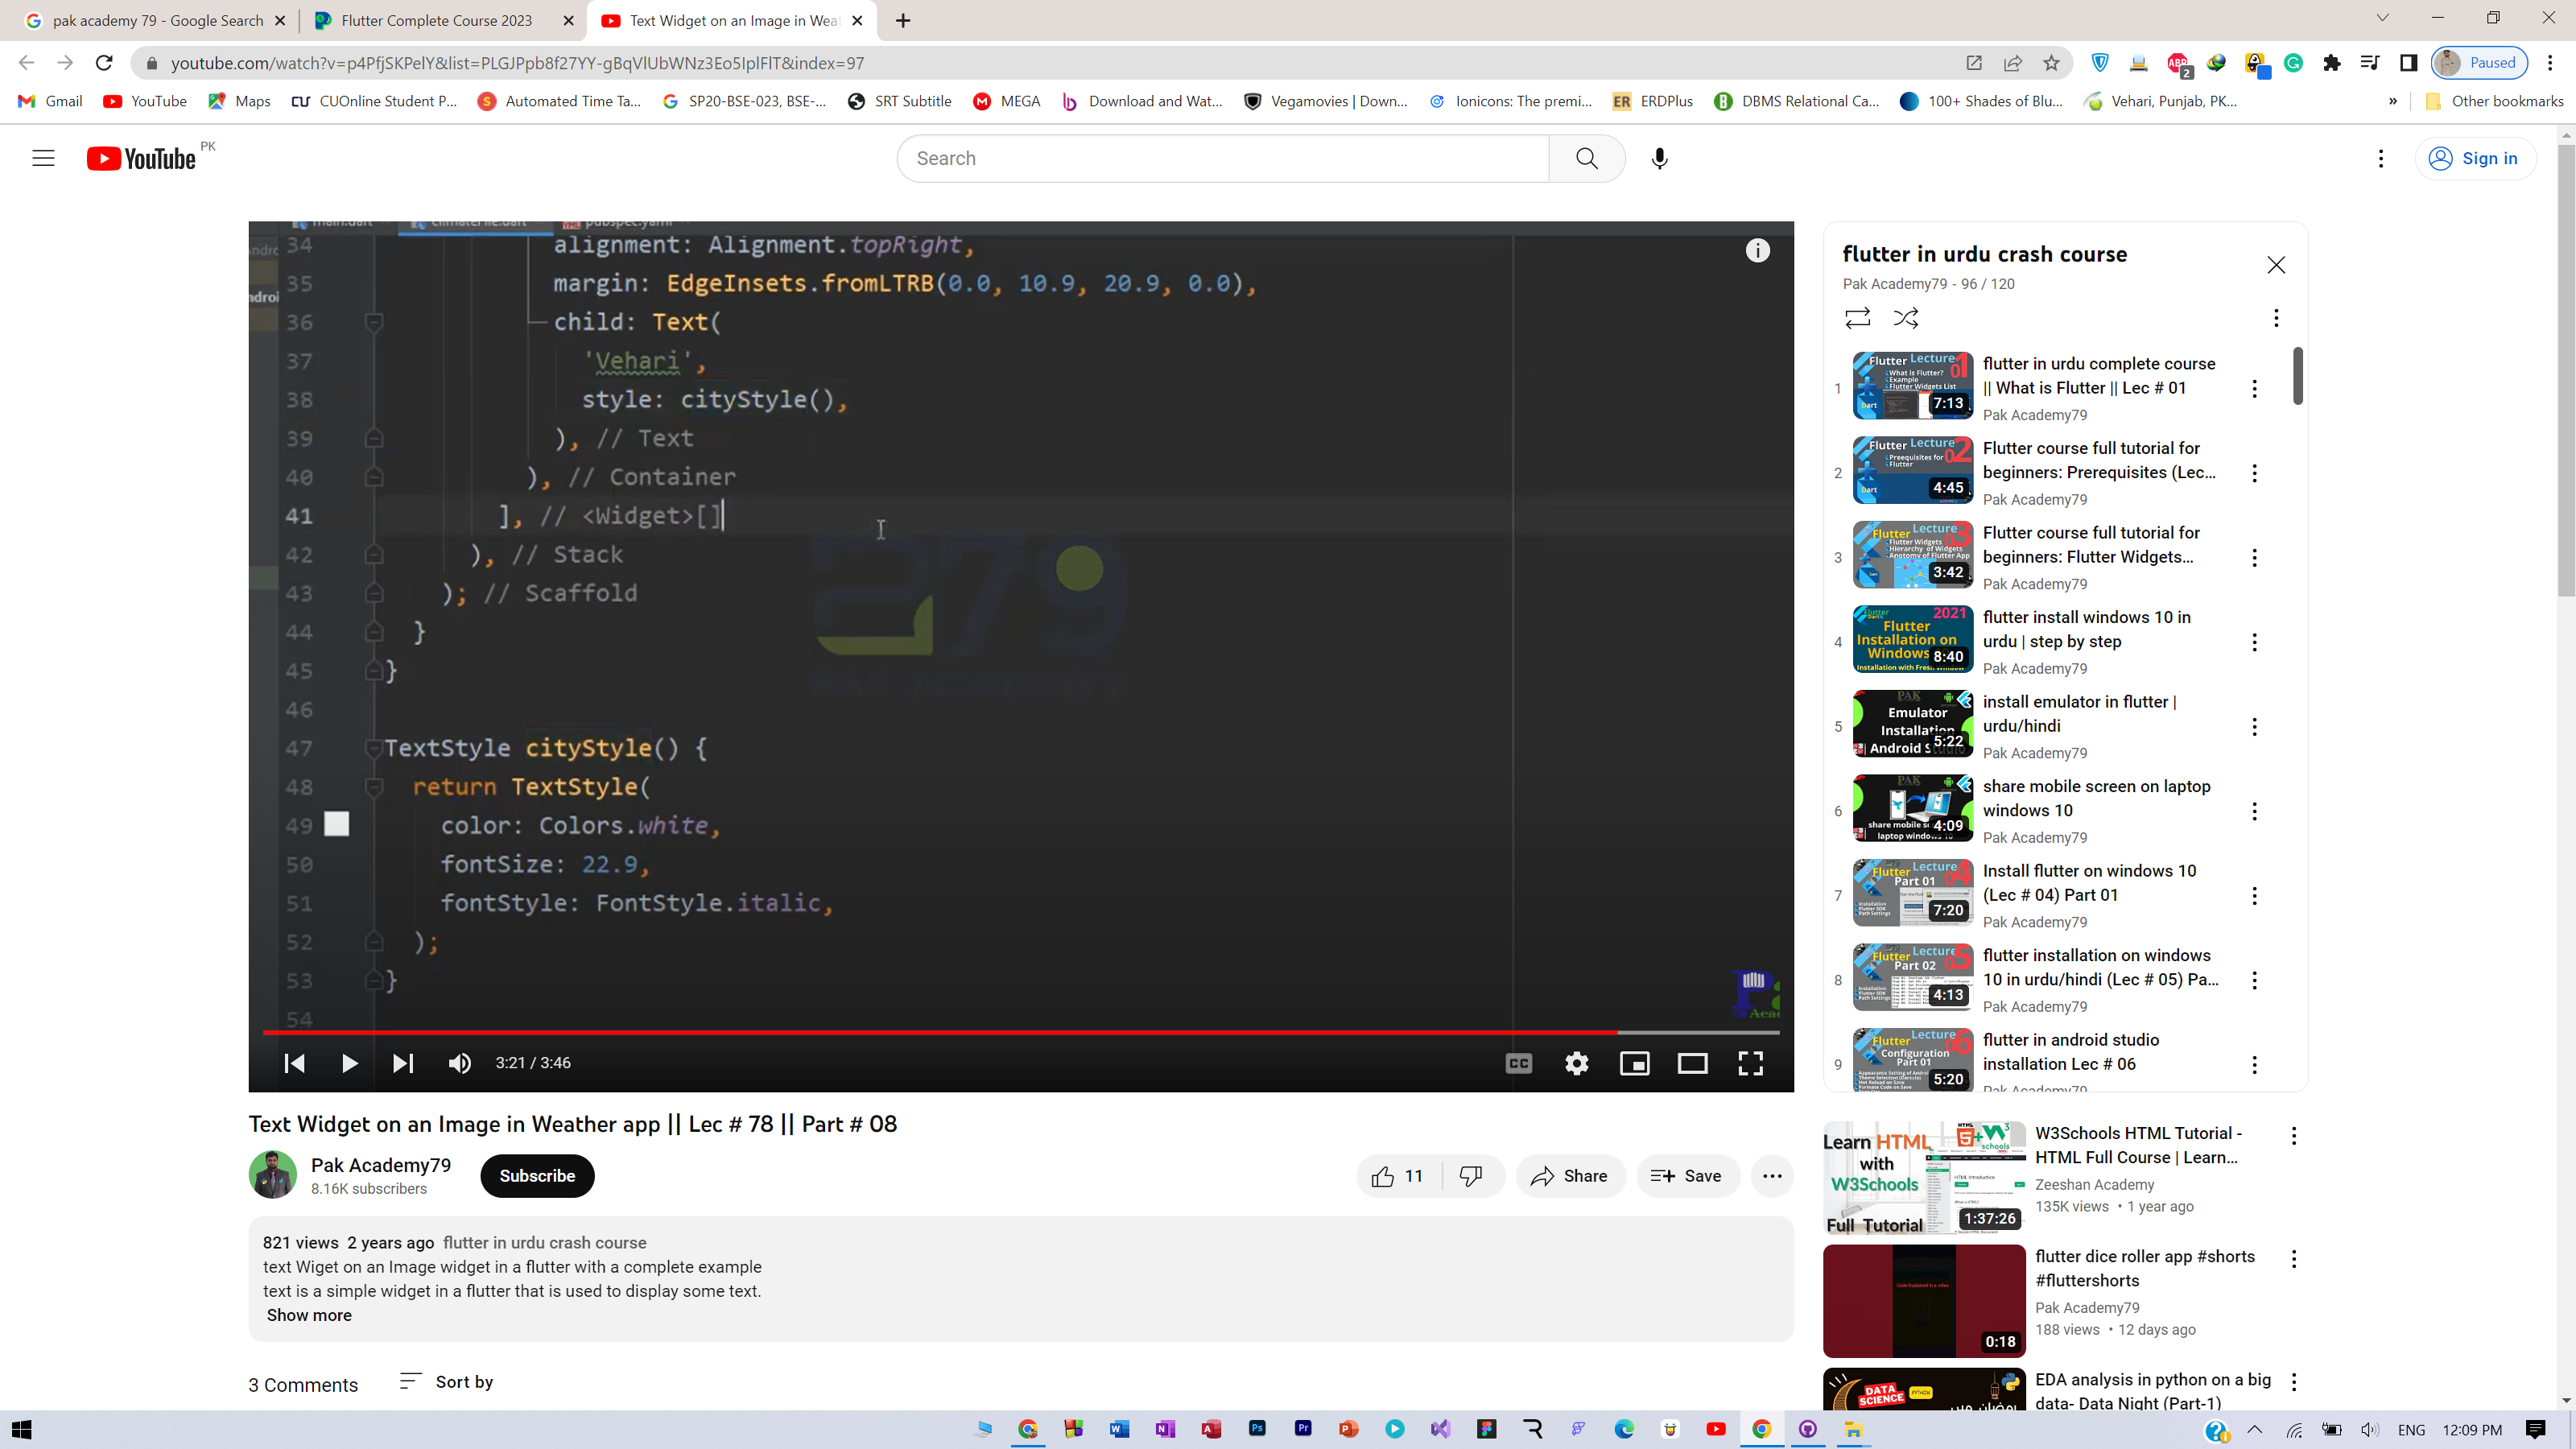 pak academy 79 - Google Search
Flutter Complete Course 2023
Text Widget on an Image in Wea
youtube.com/watch?v=p4PfjSKPelY&list=PLGJPpb8f27YY-gBqVlUbWNz3Eo5IplFlT&index=97
ABP
2
Paused
Gmail
YouTube
Maps
CUOnline Student P...
Automated Time Ta...
SP20-BSE-023, BSE-...
SRT Subtitle
MEGA
Download and Wat...
Vegamovies | Down...
Ionicons: The premi...
ERDPlus
DBMS Relational Ca...
100+ Shades of Blu...
Vehari, Punjab, PK...
»
Other bookmarks
YouTube PK
Search
Sign in
34 alignment: Alignment.topRight,
35 margin: EdgeInsets.fromLTRB(0.0, 10.9, 20.9, 0.0),
36 child: Text(
37 'Vehari',
38 style: cityStyle(),
39 ), // Text
40 ), // Container
41 ], // <Widget>[]
42 ), // Stack
43 ); // Scaffold
44 }
45 }
46
47 TextStyle cityStyle() {
48 return TextStyle(
49 color: Colors.white,
50 fontSize: 22.9,
51 fontStyle: FontStyle.italic,
52 );
53 }
54
3:21 / 3:46
CC
Text Widget on an Image in Weather app || Lec # 78 || Part # 08
Pak Academy79
8.16K subscribers
Subscribe
11
Share
Save
821 views 2 years ago flutter in urdu crash course
text Wiget on an Image widget in a flutter with a complete example
text is a simple widget in a flutter that is used to display some text.
Show more
3 Comments
Sort by
flutter in urdu crash course
Pak Academy79 - 96 / 120
1
7:13
flutter in urdu complete course
|| What is Flutter || Lec # 01
Pak Academy79
2
4:45
Flutter course full tutorial for
beginners: Prerequisites (Lec...
Pak Academy79
3
3:42
Flutter course full tutorial for
beginners: Flutter Widgets...
Pak Academy79
4
Flutter
Installation on
Windows
2021
8:40
flutter install windows 10 in
urdu | step by step
Pak Academy79
5
Emulator
5:22
install emulator in flutter |
urdu/hindi
Pak Academy79
6
4:09
share mobile screen on laptop
windows 10
Pak Academy79
7
7:20
Install flutter on windows 10
(Lec # 04) Part 01
Pak Academy79
8
4:13
flutter installation on windows
10 in urdu/hindi (Lec # 05) Pa...
Pak Academy79
9
5:20
flutter in android studio
installation Lec # 06
Learn HTML
with
W3Schools
Full Tutorial
1:37:26
W3Schools HTML Tutorial -
HTML Full Course | Learn...
Zeeshan Academy
135K views • 1 year ago
0:18
flutter dice roller app #shorts
#fluttershorts
Pak Academy79
188 views • 12 days ago
DATA
SCIENCE
PYTHON
EDA analysis in python on a big
data- Data Night (Part-1)
ENG
12:09 PM